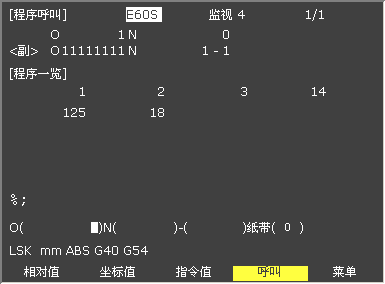 [程序呼叫] E60S 监视 4 1/1
O 1 N 0
<副> O 11111111 N 1 - 1
[程序一览]
1 2 3 14
125 18
% ;
O( )N( )-( )纸带( 0 )
LSK mm ABS G40 G54
相对值 坐标值 指令值 呼叫 菜单